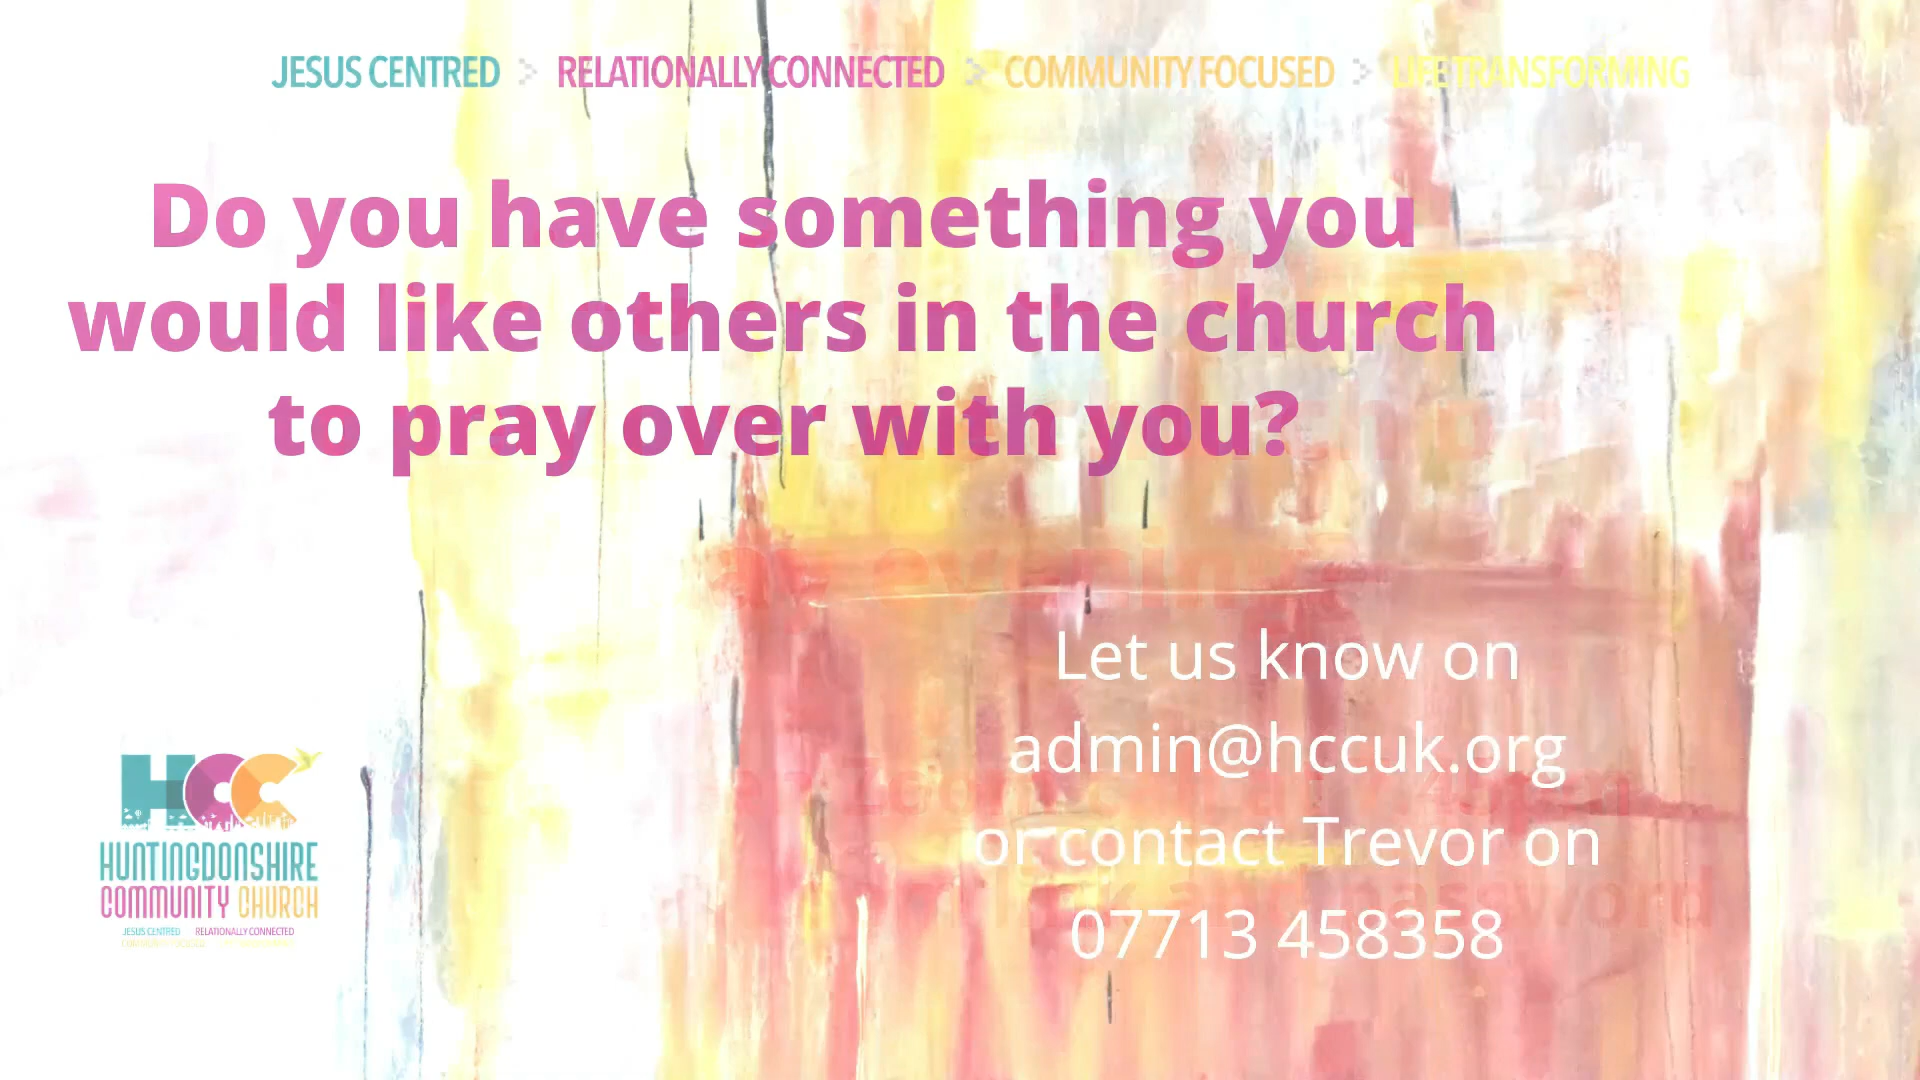 JESUS CENTRED > RELATIONALLY CONNECTED > COMMUNITY FOCUSED > LIFE TRANSFORMING
Do you have something you
would like others in the church
to pray over with you?
Let us know on
admin@hccuk.org
or contact Trevor on
07713 458358
HCC
HUNTINGDONSHIRE
COMMUNITY CHURCH
JESUS CENTRED RELATIONALLY CONNECTED
and password